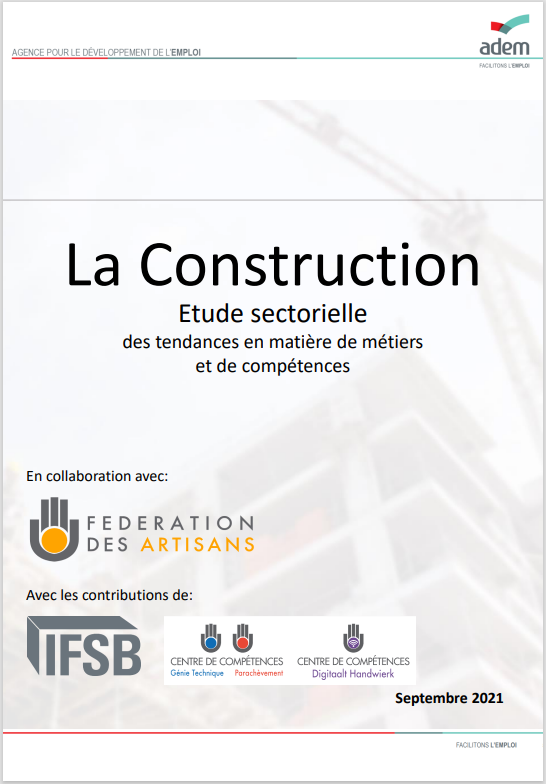 AGENCE POUR LE DÉVELOPPEMENT DE L'EMPLOI
adem
FACILITONS L'EMPLOI
La Construction
Etude sectorielle
des tendances en matière de métiers
et de compétences
En collaboration avec:
FEDERATION
DES ARTISANS
Avec les contributions de:
IFSB
CENTRE DE COMPÉTENCES
Génie Technique Parachèvement
CENTRE DE COMPÉTENCES
Digitaalt Handwierk
Septembre 2021
FACILITONS L'EMPLOI